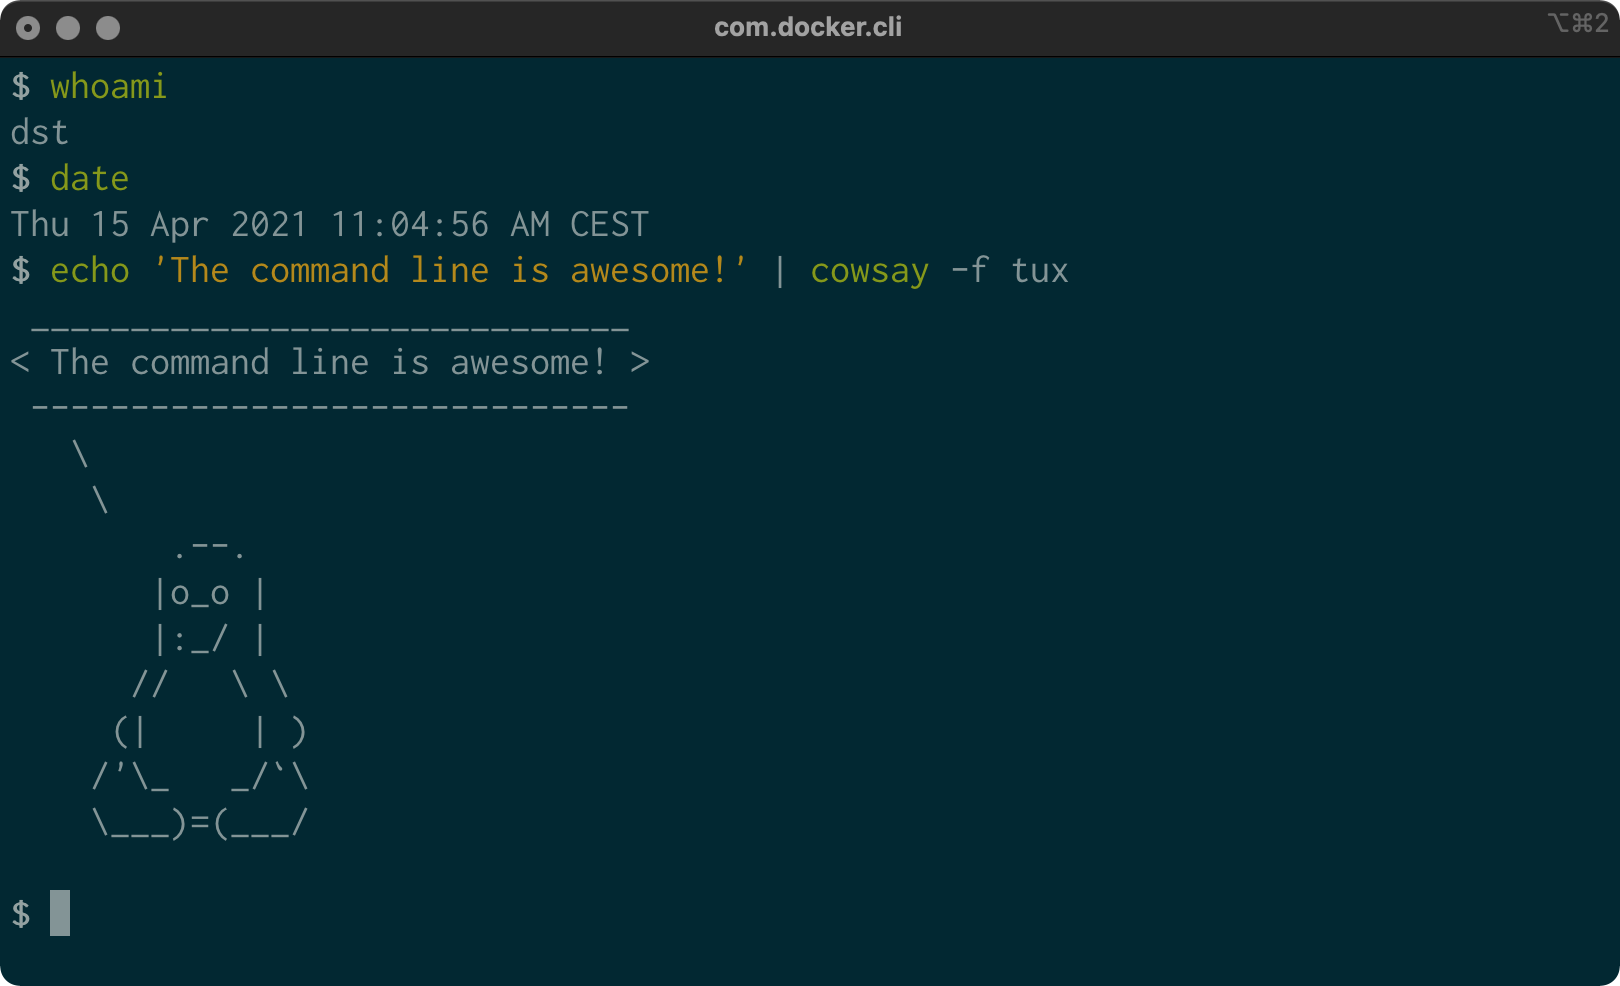 com.docker.cli
⌥⌘2
$ whoami
dst
$ date
Thu 15 Apr 2021 11:04:56 AM CEST
$ echo 'The command line is awesome!' | cowsay -f tux
 ______________________________
< The command line is awesome! >
 ------------------------------
   \
    \
        .--.
       |o_o |
       |:_/ |
      //   \ \
     (|     | )
    /'\_   _/`\
    \___)=(___/

$